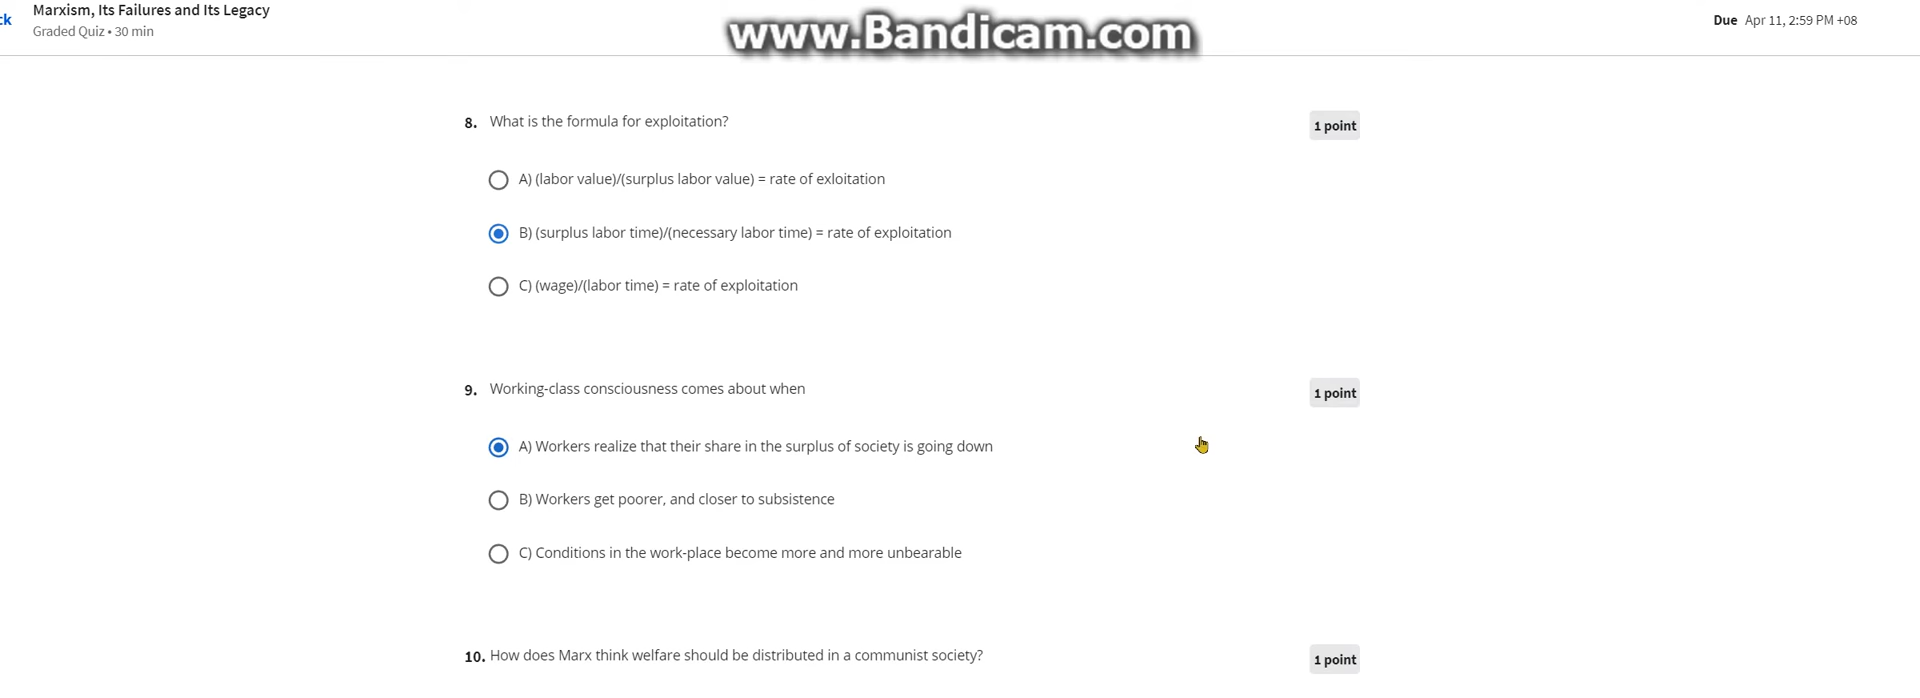 ck
Marxism, Its Failures and Its Legacy
Graded Quiz • 30 min
www.Bandicam.com
Due Apr 11, 2:59 PM +08
8. What is the formula for exploitation?
1 point
A) (labor value)/(surplus labor value) = rate of exloitation
B) (surplus labor time)/(necessary labor time) = rate of exploitation
C) (wage)/(labor time) = rate of exploitation
9. Working-class consciousness comes about when
1 point
A) Workers realize that their share in the surplus of society is going down
B) Workers get poorer, and closer to subsistence
C) Conditions in the work-place become more and more unbearable
10. How does Marx think welfare should be distributed in a communist society?
1 point